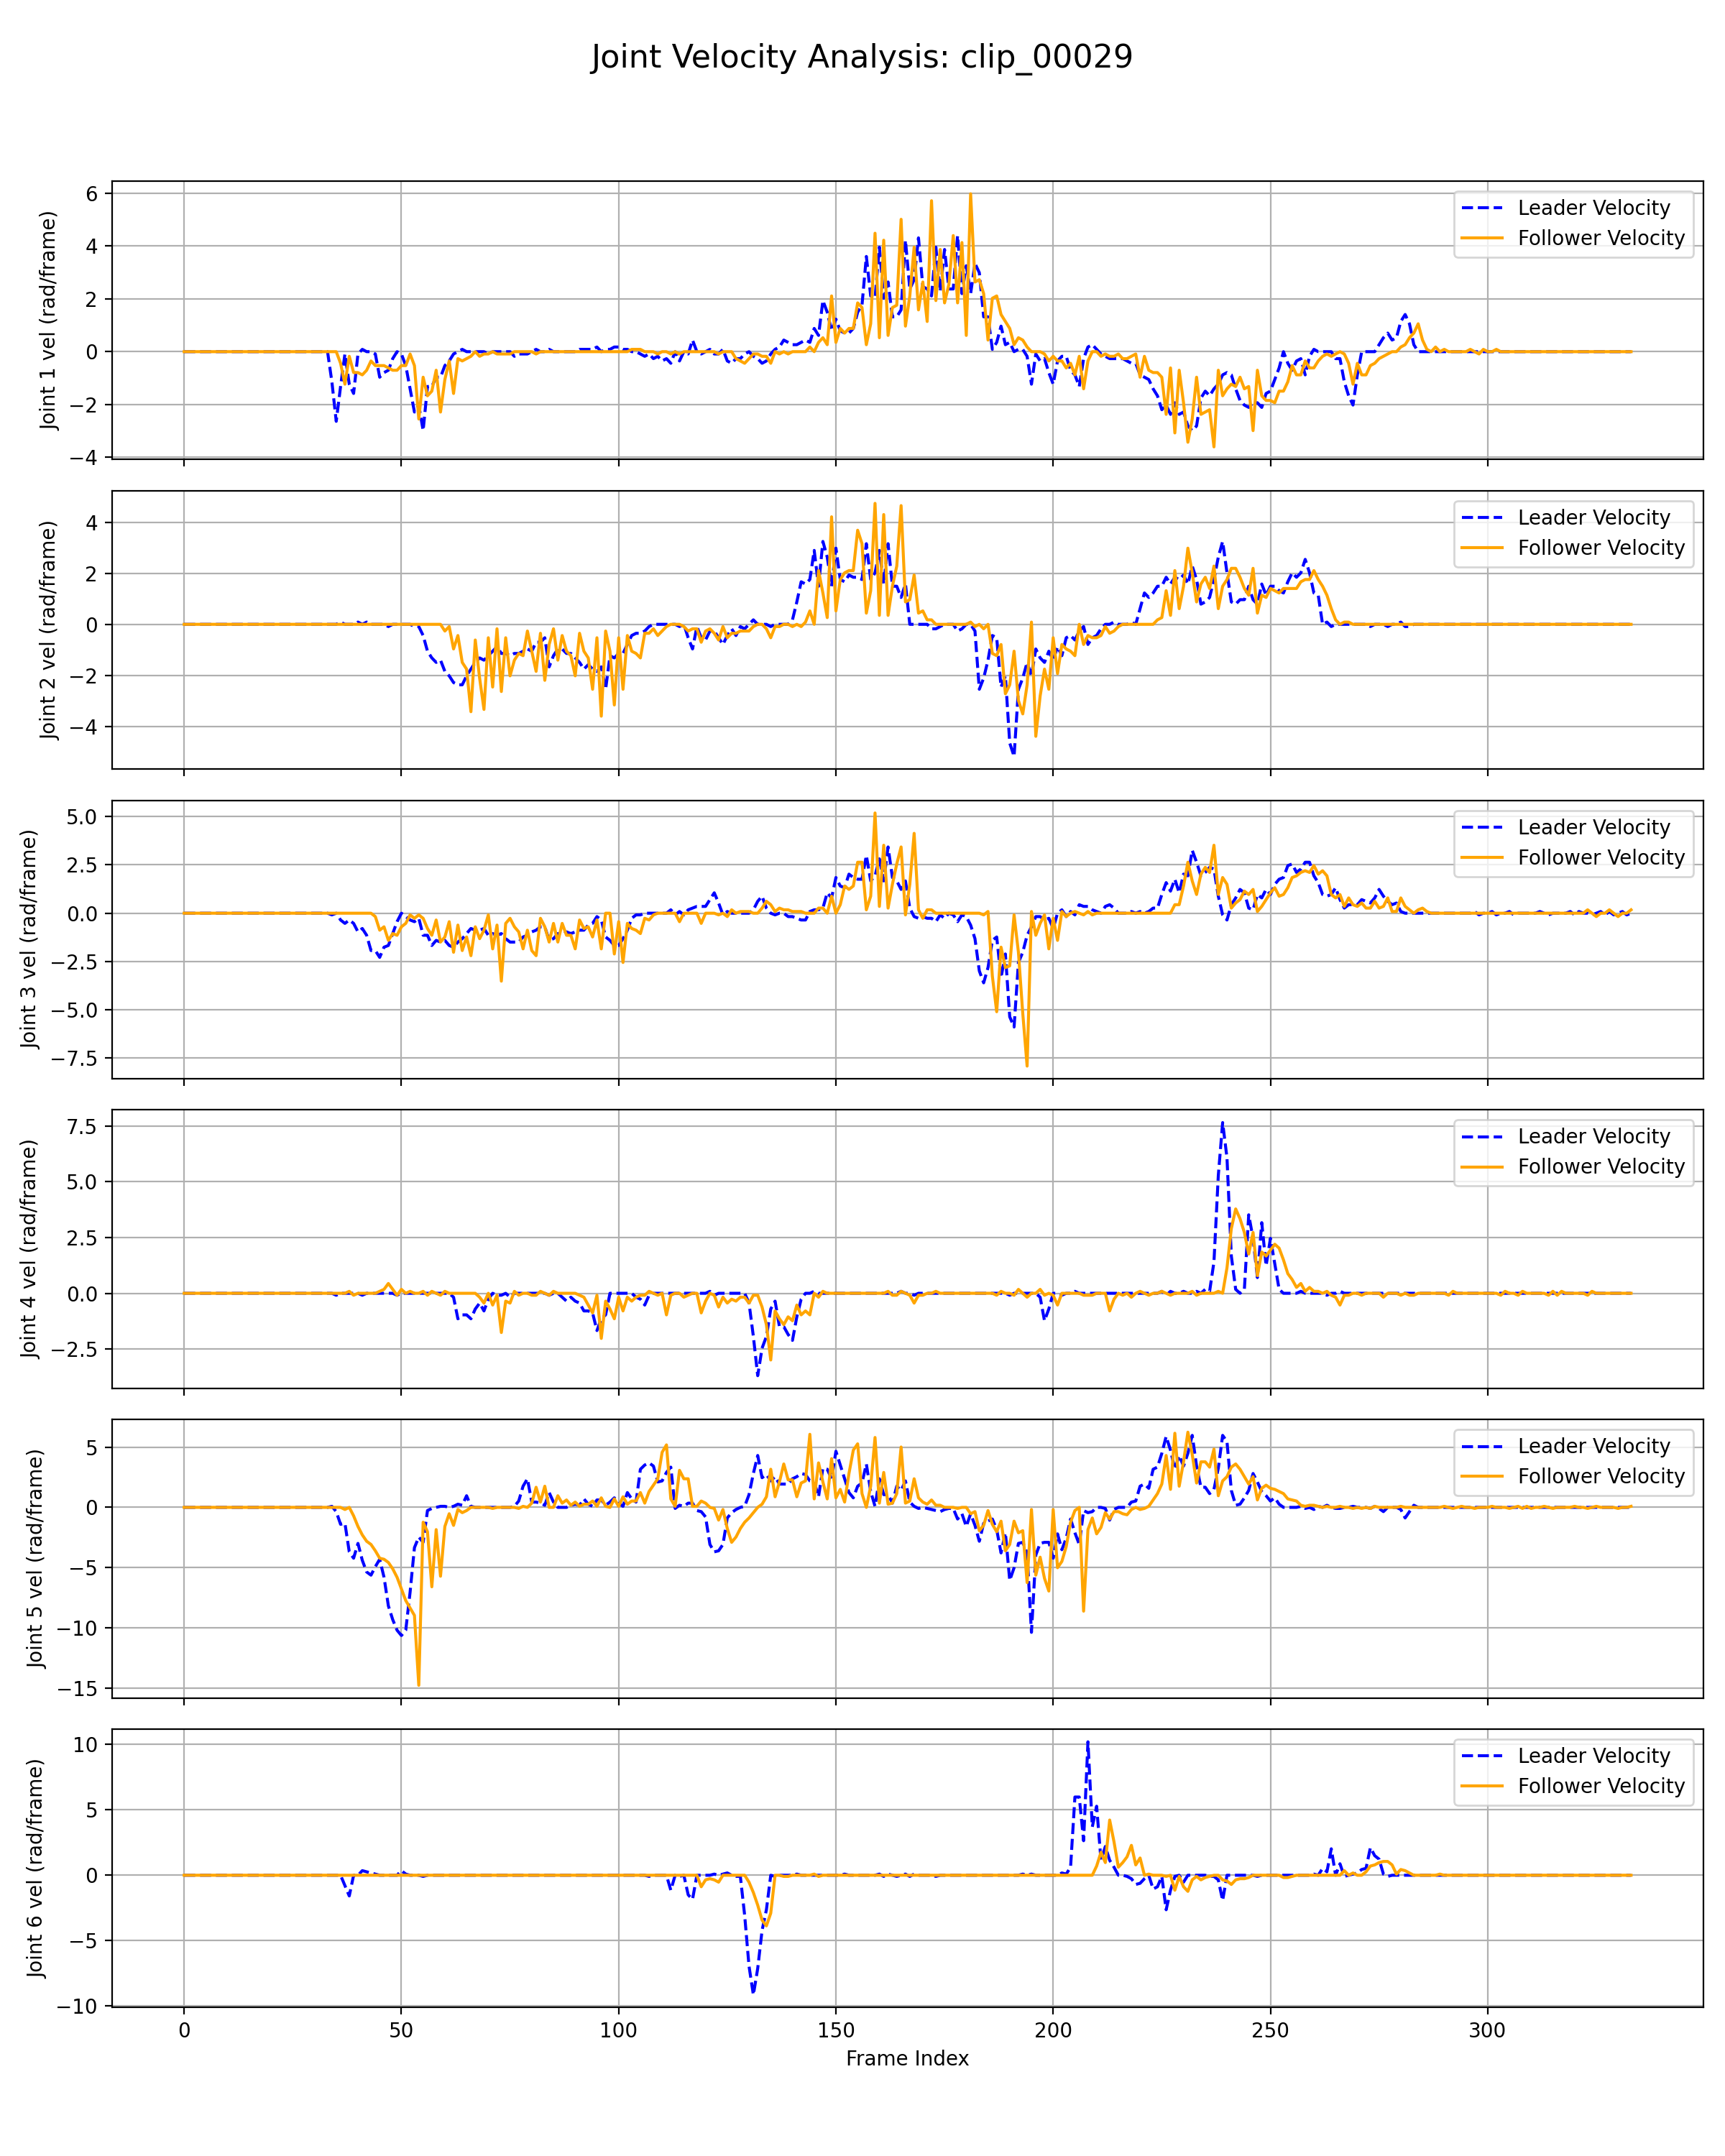 Joint Velocity Analysis: clip_00029
Joint 1 vel (rad/frame)
6
4
2
0
−2
−4
Leader Velocity
Follower Velocity
Joint 2 vel (rad/frame)
4
2
0
−2
−4
Leader Velocity
Follower Velocity
Joint 3 vel (rad/frame)
5.0
2.5
0.0
−2.5
−5.0
−7.5
Leader Velocity
Follower Velocity
Joint 4 vel (rad/frame)
7.5
5.0
2.5
0.0
−2.5
Leader Velocity
Follower Velocity
Joint 5 vel (rad/frame)
5
0
−5
−10
−15
Leader Velocity
Follower Velocity
Joint 6 vel (rad/frame)
10
5
0
−5
−10
Leader Velocity
Follower Velocity
0 50 100 150 200 250 300
Frame Index